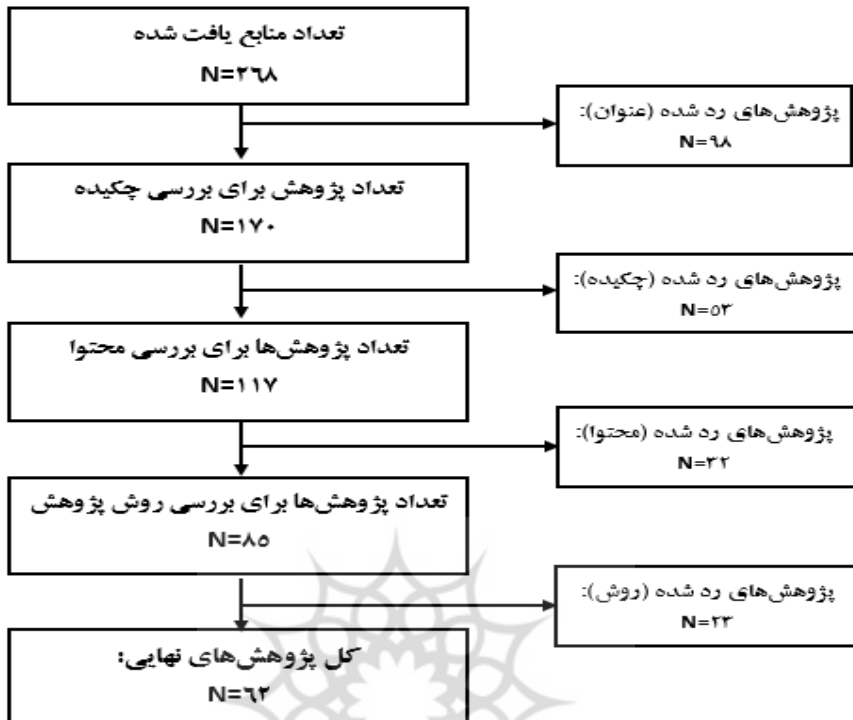 تعداد منابع یافت شده
N=۲۶۸
پژوهش‌های رد شده (عنوان):
N=۹۸
تعداد پژوهش برای بررسی چکیده
N=۱۷۰
پژوهش‌های رد شده (چکیده):
N=۵۳
تعداد پژوهش‌ها برای بررسی محتوا
N=۱۱۷
پژوهش‌های رد شده (محتوا):
N=۳۲
تعداد پژوهش‌ها برای بررسی روش پژوهش
N=۸۵
پژوهش‌های رد شده (روش):
N=۲۳
کل پژوهش‌های نهایی:
N=۶۲